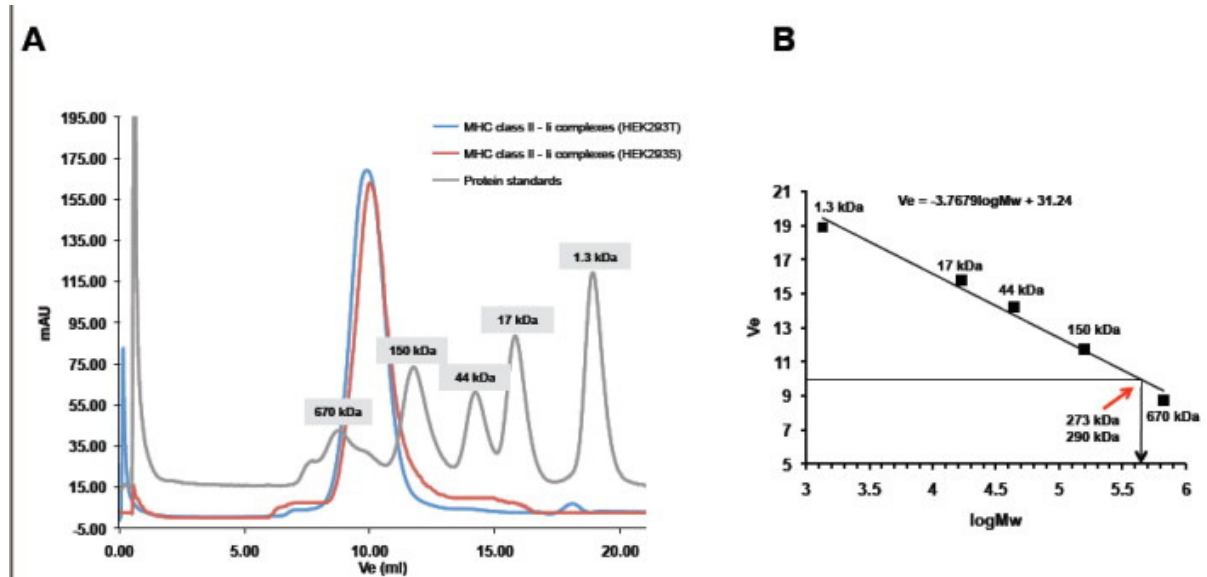 A
B
195.00
175.00
155.00
135.00
115.00
95.00
75.00
55.00
35.00
15.00
-5.00
mAU
MHC class II - Ii complexes (HEK293T)
MHC class II - Ii complexes (HEK293S)
Protein standards
670 kDa
150 kDa
44 kDa
17 kDa
1.3 kDa
0.00
5.00
10.00
15.00
20.00
Ve (ml)
21
19
17
15
13
11
9
7
5
Ve
Ve = -3.7679logMw + 31.24
1.3 kDa
17 kDa
44 kDa
150 kDa
670 kDa
273 kDa
290 kDa
3
4
4.5
5
5.5
6
logMw